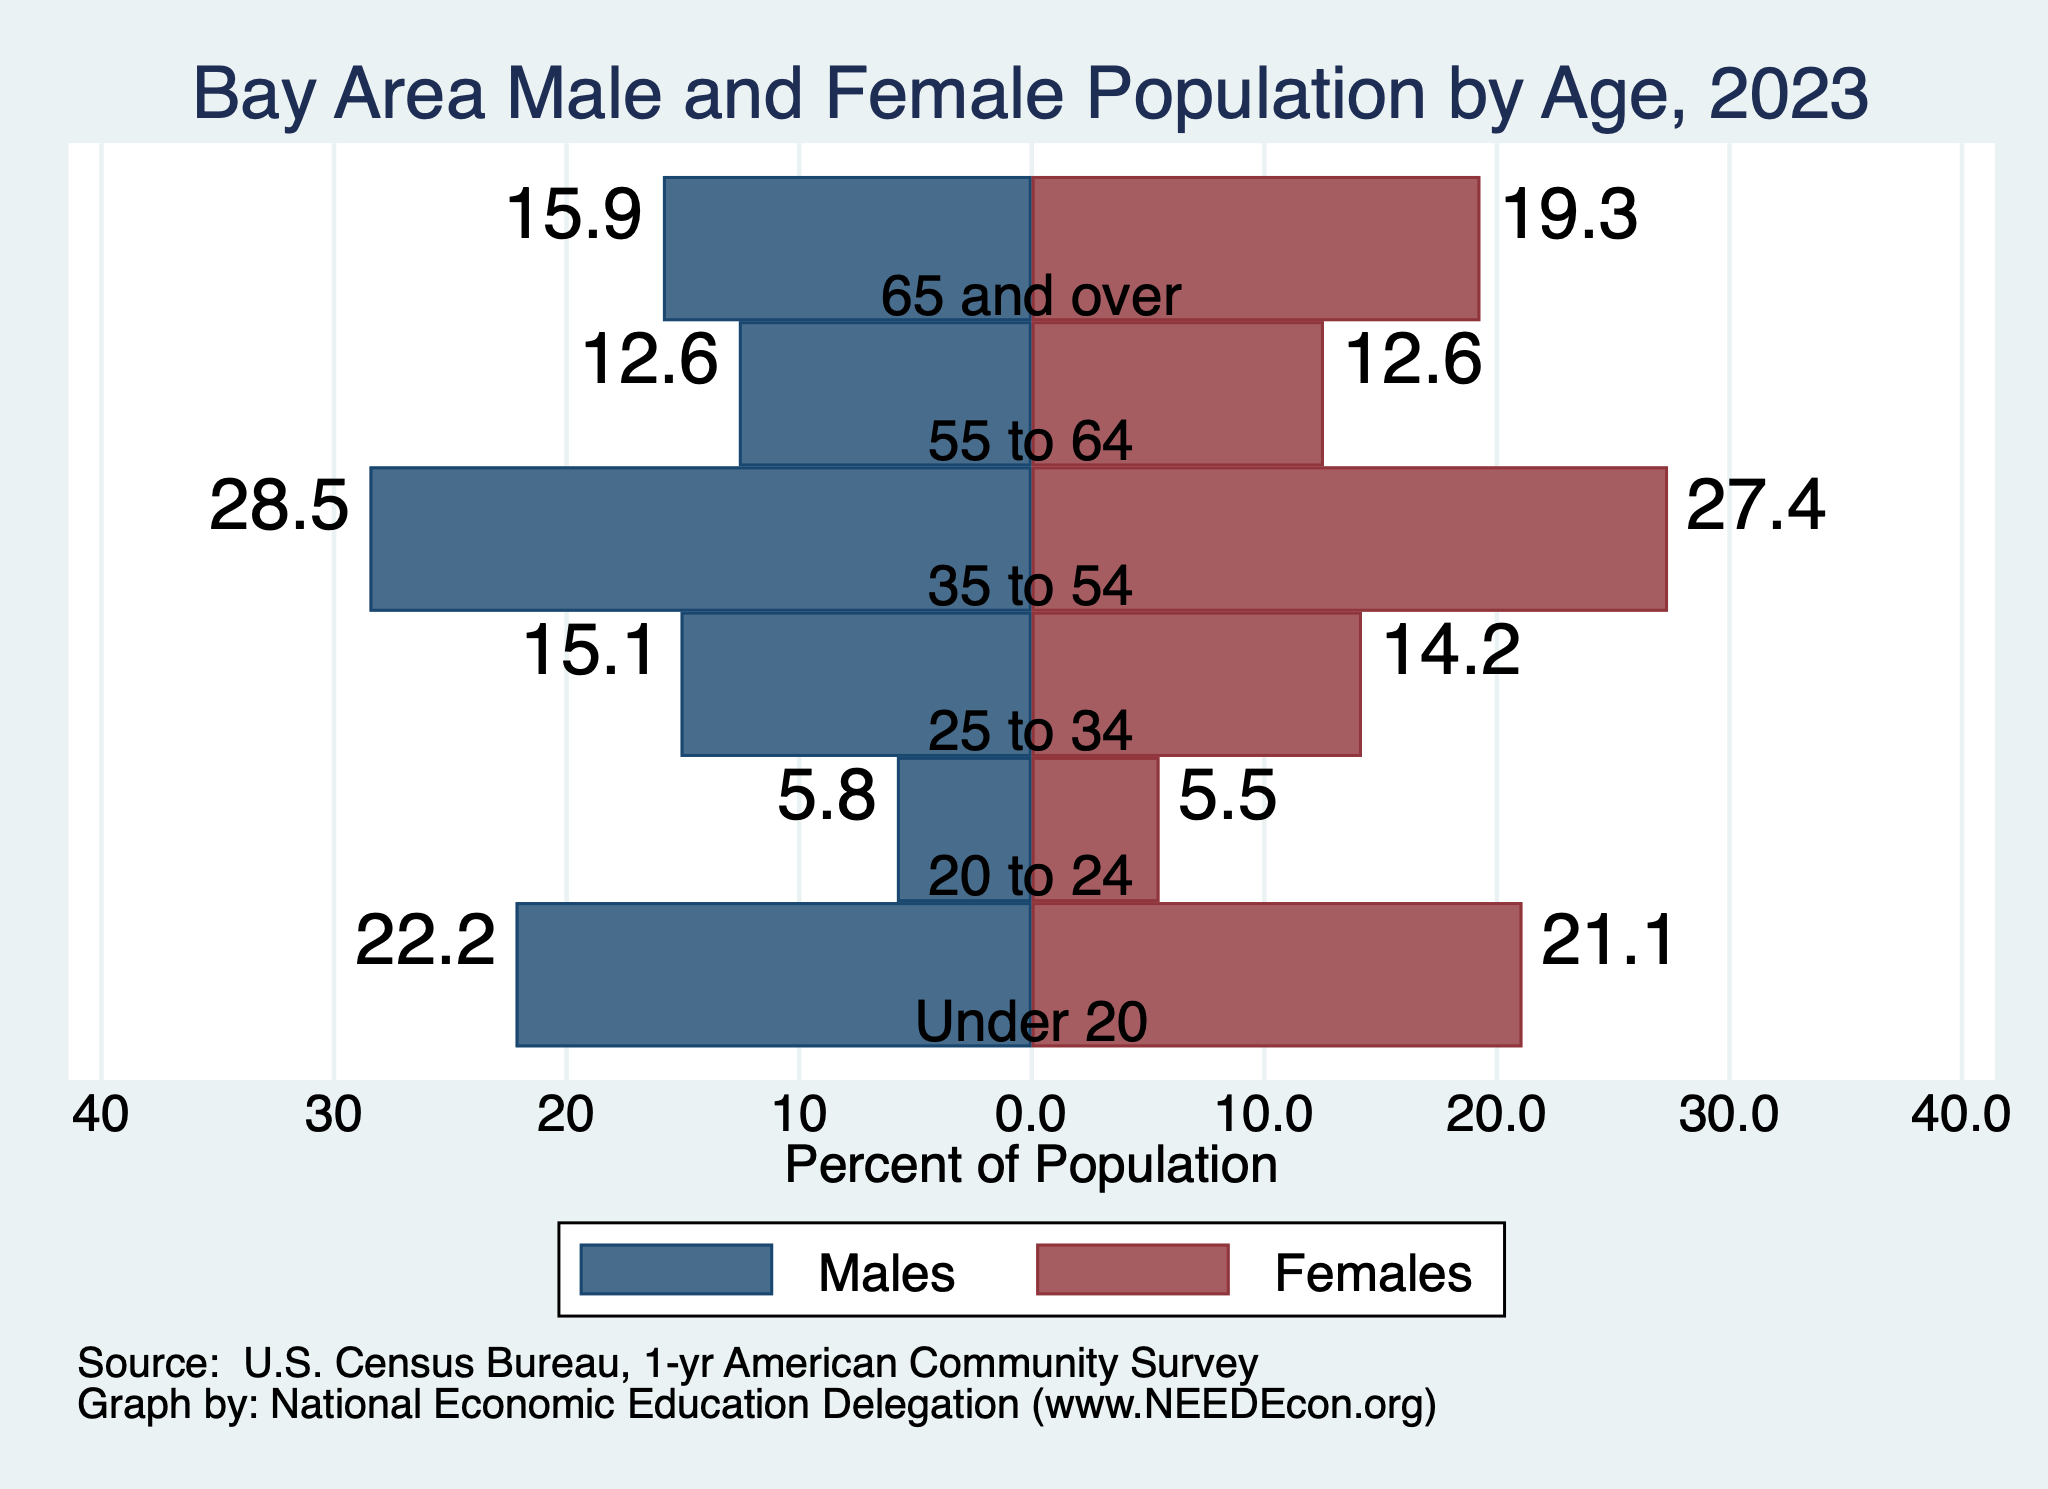 Bay Area Male and Female Population by Age, 2023
15.9 19.3
65 and over
12.6 12.6
55 to 64
28.5 27.4
35 to 54
15.1 14.2
25 to 34
5.8 5.5
20 to 24
22.2 21.1
Under 20
40 30 20 10 0.0 10.0 20.0 30.0 40.0
Percent of Population
Males Females
Source:  U.S. Census Bureau, 1-yr American Community Survey
Graph by: National Economic Education Delegation (www.NEEDEcon.org)